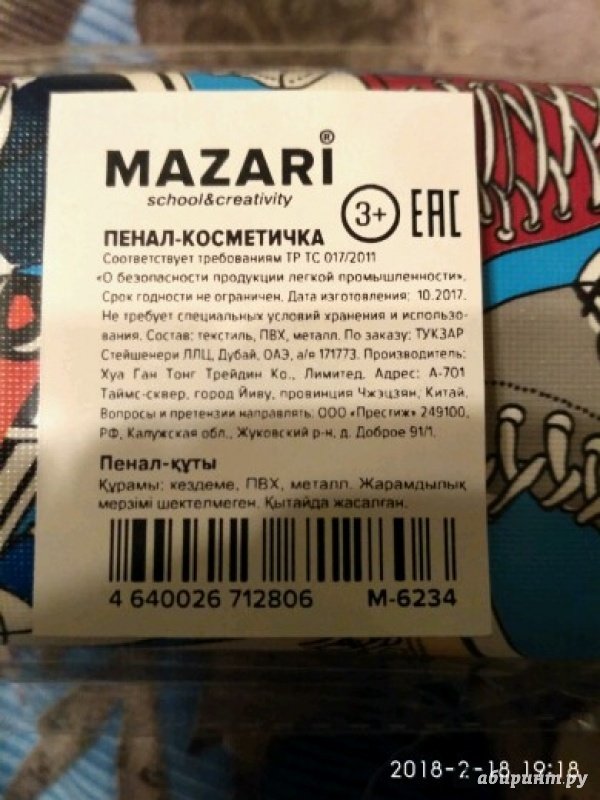 MAZARI®
school&creativity
3+ EAC
ПЕНАЛ-КОСМЕТИЧКА
Соответствует требованиям ТР ТС 017/2011
«О безопасности продукции легкой промышленности».
Срок годности не ограничен. Дата изготовления: 10.2017.
Не требует специальных условий хранения и использо-
вания. Состав: текстиль, ПВХ, металл. По заказу: ТУКЗАР
Стейшенери ЛЛЦ, Дубай, ОАЭ, а/я 171773. Производитель:
Хуа Ган Тонг Трейдин Ко., Лимитед. Адрес: А-701
Таймс-сквер, город Йиву, провинция Чжэцзян, Китай.
Вопросы и претензии направлять: ООО «Престиж» 249100,
РФ, Калужская обл., Жуковский р-н, д. Доброе 91/1.
Пенал-құты
Құрамы: кездеме, ПВХ, металл. Жарамдылық
мерзімі шектелмеген. Қытайда жасалған.
4 640026 712806 М-6234
2018-2-18 19:18
абиринт.ру